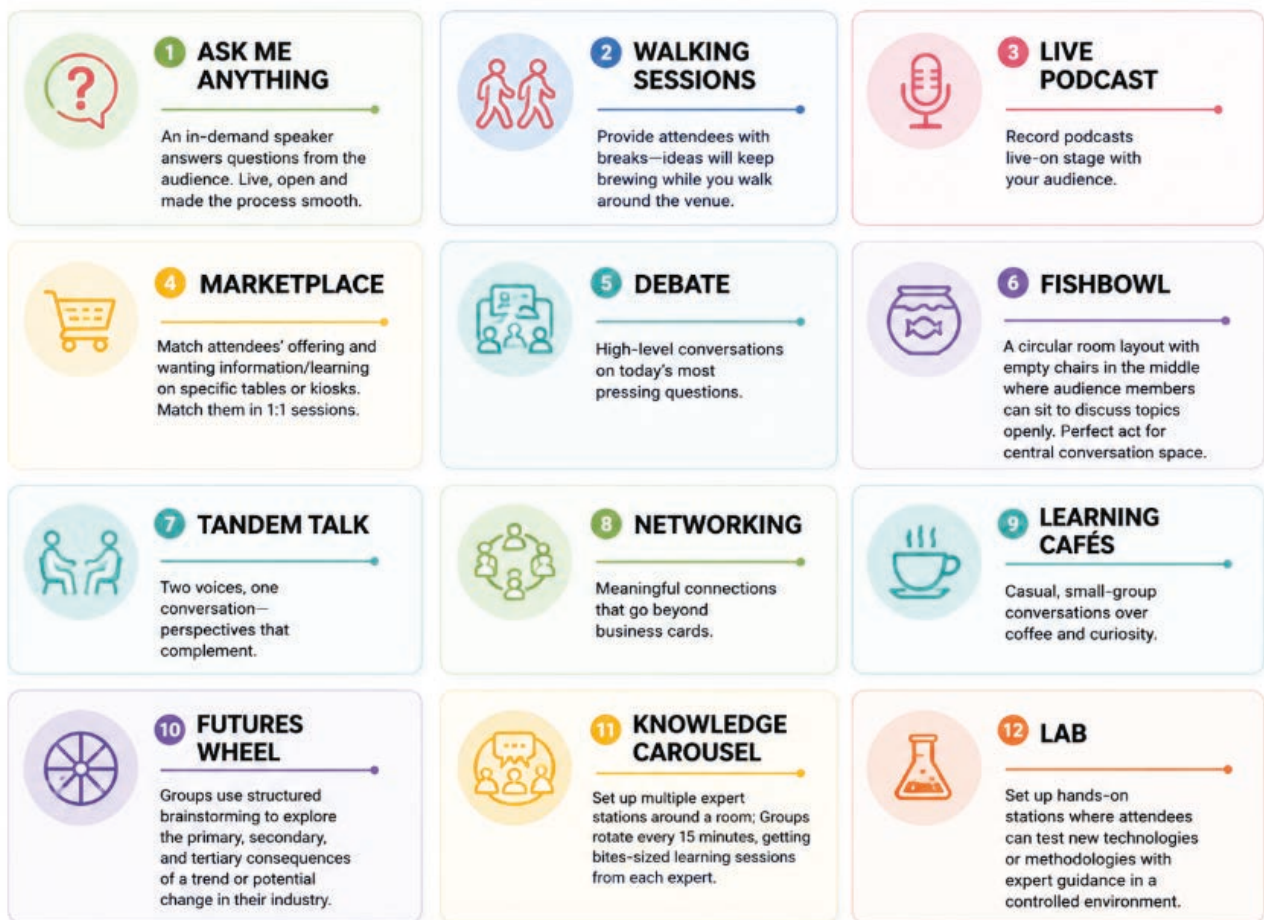 1 ASK ME
ANYTHING
An in-demand speaker
answers questions from the
audience. Live, open and
made the process smooth.
2 WALKING
SESSIONS
Provide attendees with
breaks—ideas will keep
brewing while you walk
around the venue.
3 LIVE
PODCAST
Record podcasts
live-on stage with
your audience.
4 MARKETPLACE
Match attendees' offering and
wanting information/learning
on specific tables or kiosks.
Match them in 1:1 sessions.
5 DEBATE
High-level conversations
on today's most
pressing questions.
6 FISHBOWL
A circular room layout with
empty chairs in the middle
where audience members
can sit to discuss topics
openly. Perfect act for
central conversation space.
7 TANDEM TALK
Two voices, one
conversation—
perspectives that
complement.
8 NETWORKING
Meaningful connections
that go beyond
business cards.
9 LEARNING
CAFÉS
Casual, small-group
conversations over
coffee and curiosity.
10 FUTURES
WHEEL
Groups use structured
brainstorming to explore
the primary, secondary,
and tertiary consequences
of a trend or potential
change in their industry.
11 KNOWLEDGE
CAROUSEL
Set up multiple expert
stations around a room; Groups
rotate every 15 minutes, getting
bites-sized learning sessions
from each expert.
12 LAB
Set up hands-on
stations where attendees
can test new technologies
or methodologies with
expert guidance in a
controlled environment.